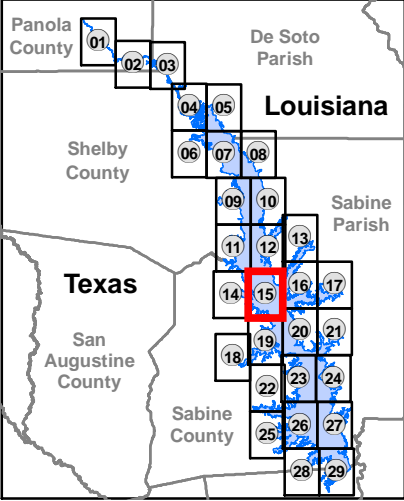 Panola
County
De Soto
Parish
01
02
03
Louisiana
04
05
Shelby
County
06
07
08
Sabine
Parish
09
10
11
12
13
Texas
14
15
16
17
San
Augustine
County
18
19
20
21
22
23
24
Sabine
County
25
26
27
28
29